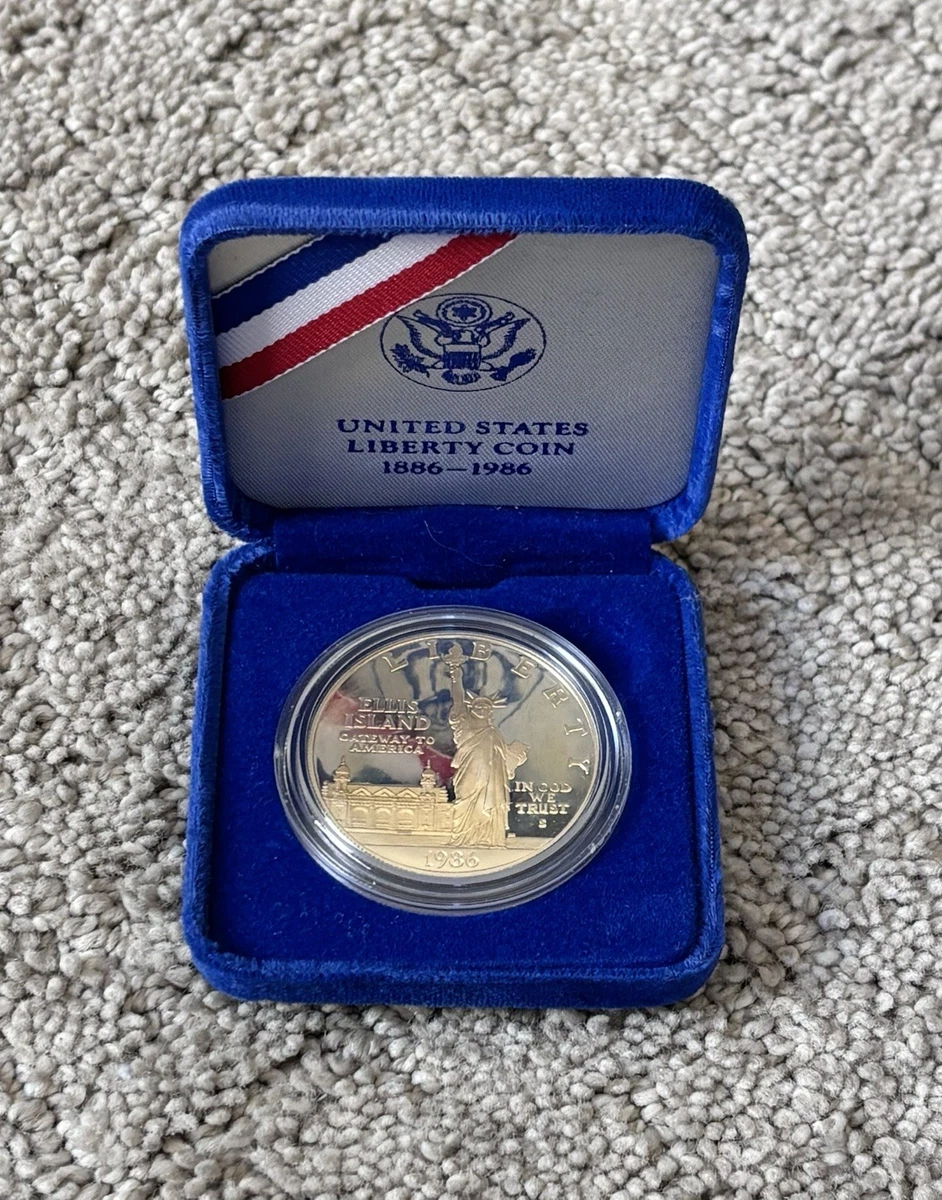 UNITED STATES
LIBERTY COIN
1886–1986
LIBERTY
ELLIS
ISLAND
GATEWAY TO
AMERICA
IN GOD
WE
TRUST
S
1986